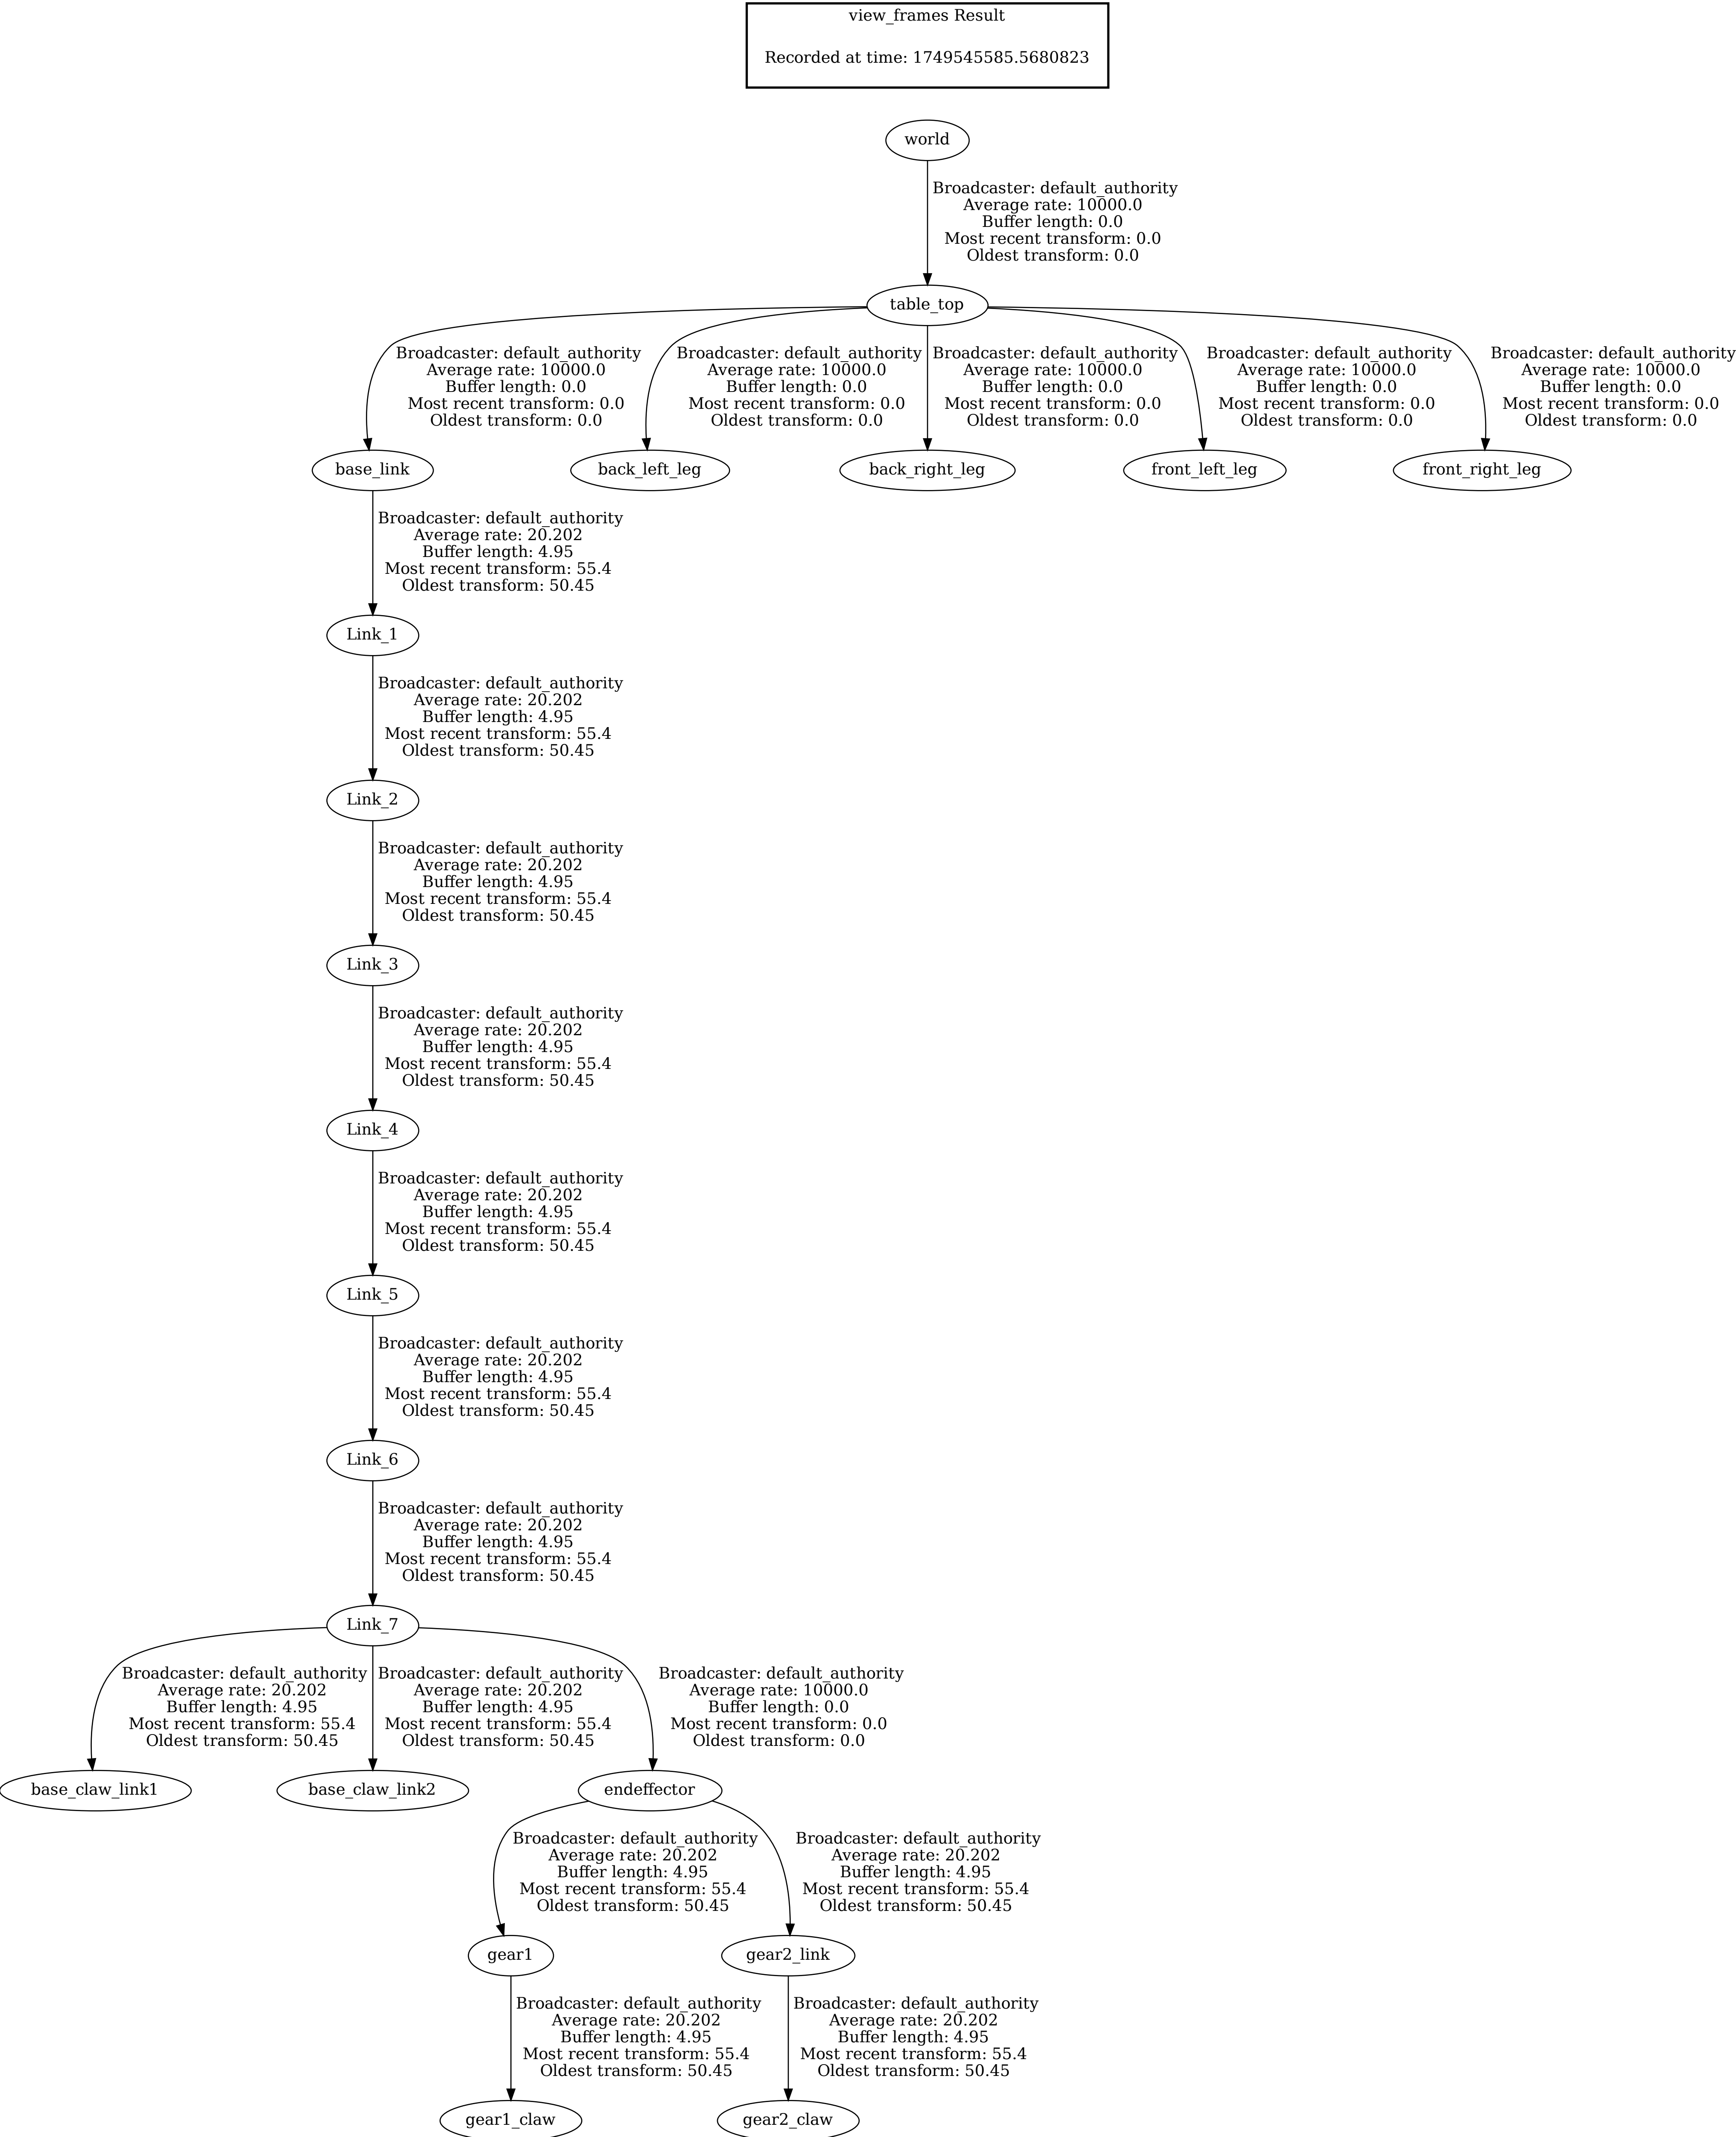 view_frames Result
Recorded at time: 1749545585.5680823
world
Broadcaster: default_authority
Average rate: 10000.0
Buffer length: 0.0
Most recent transform: 0.0
Oldest transform: 0.0
table_top
Broadcaster: default_authority
Average rate: 10000.0
Buffer length: 0.0
Most recent transform: 0.0
Oldest transform: 0.0
Broadcaster: default_authority
Average rate: 10000.0
Buffer length: 0.0
Most recent transform: 0.0
Oldest transform: 0.0
Broadcaster: default_authority
Average rate: 10000.0
Buffer length: 0.0
Most recent transform: 0.0
Oldest transform: 0.0
Broadcaster: default_authority
Average rate: 10000.0
Buffer length: 0.0
Most recent transform: 0.0
Oldest transform: 0.0
Broadcaster: default_authority
Average rate: 10000.0
Buffer length: 0.0
Most recent transform: 0.0
Oldest transform: 0.0
base_link
back_left_leg
back_right_leg
front_left_leg
front_right_leg
Broadcaster: default_authority
Average rate: 20.202
Buffer length: 4.95
Most recent transform: 55.4
Oldest transform: 50.45
Link_1
Broadcaster: default_authority
Average rate: 20.202
Buffer length: 4.95
Most recent transform: 55.4
Oldest transform: 50.45
Link_2
Broadcaster: default_authority
Average rate: 20.202
Buffer length: 4.95
Most recent transform: 55.4
Oldest transform: 50.45
Link_3
Broadcaster: default_authority
Average rate: 20.202
Buffer length: 4.95
Most recent transform: 55.4
Oldest transform: 50.45
Link_4
Broadcaster: default_authority
Average rate: 20.202
Buffer length: 4.95
Most recent transform: 55.4
Oldest transform: 50.45
Link_5
Broadcaster: default_authority
Average rate: 20.202
Buffer length: 4.95
Most recent transform: 55.4
Oldest transform: 50.45
Link_6
Broadcaster: default_authority
Average rate: 20.202
Buffer length: 4.95
Most recent transform: 55.4
Oldest transform: 50.45
Link_7
Broadcaster: default_authority
Average rate: 20.202
Buffer length: 4.95
Most recent transform: 55.4
Oldest transform: 50.45
Broadcaster: default_authority
Average rate: 20.202
Buffer length: 4.95
Most recent transform: 55.4
Oldest transform: 50.45
Broadcaster: default_authority
Average rate: 10000.0
Buffer length: 0.0
Most recent transform: 0.0
Oldest transform: 0.0
base_claw_link1
base_claw_link2
endeffector
Broadcaster: default_authority
Average rate: 20.202
Buffer length: 4.95
Most recent transform: 55.4
Oldest transform: 50.45
Broadcaster: default_authority
Average rate: 20.202
Buffer length: 4.95
Most recent transform: 55.4
Oldest transform: 50.45
gear1
gear2_link
Broadcaster: default_authority
Average rate: 20.202
Buffer length: 4.95
Most recent transform: 55.4
Oldest transform: 50.45
Broadcaster: default_authority
Average rate: 20.202
Buffer length: 4.95
Most recent transform: 55.4
Oldest transform: 50.45
gear1_claw
gear2_claw